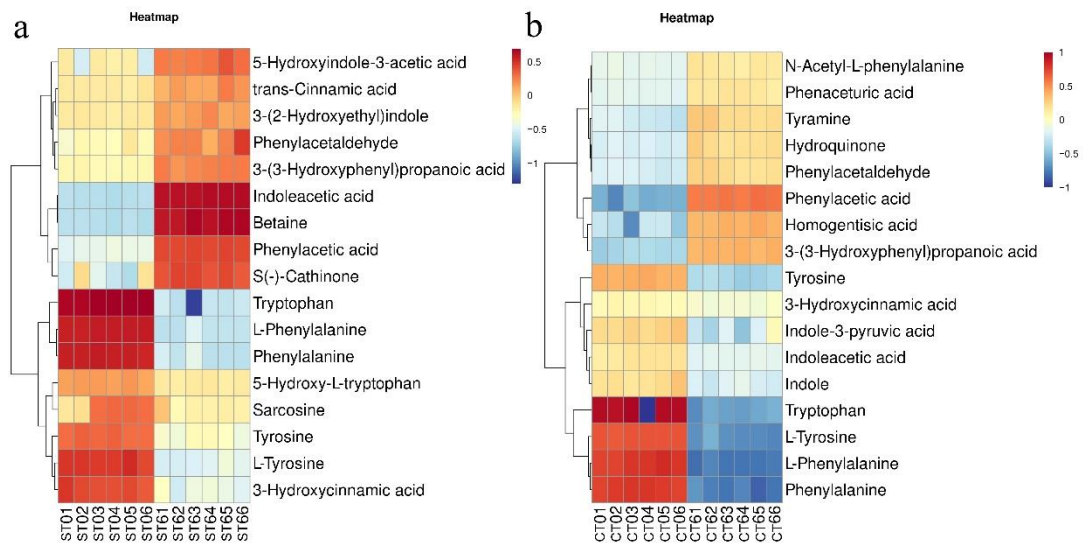 a
Heatmap
5-Hydroxyindole-3-acetic acid
trans-Cinnamic acid
3-(2-Hydroxyethyl)indole
Phenylacetaldehyde
3-(3-Hydroxyphenyl)propanoic acid
Indoleacetic acid
Betaine
Phenylacetic acid
S(-)-Cathinone
Tryptophan
L-Phenylalanine
Phenylalanine
5-Hydroxy-L-tryptophan
Sarcosine
Tyrosine
L-Tyrosine
3-Hydroxycinnamic acid
0.5
0
−0.5
−1
ST01 ST02 ST03 ST04 ST05 ST06 ST61 ST62 ST63 ST64 ST65 ST66
b
Heatmap
N-Acetyl-L-phenylalanine
Phenaceturic acid
Tyramine
Hydroquinone
Phenylacetaldehyde
Phenylacetic acid
Homogentisic acid
3-(3-Hydroxyphenyl)propanoic acid
Tyrosine
3-Hydroxycinnamic acid
Indole-3-pyruvic acid
Indoleacetic acid
Indole
Tryptophan
L-Tyrosine
L-Phenylalanine
Phenylalanine
1
0.5
0
−0.5
−1
CT01 CT02 CT03 CT04 CT05 CT06 CT61 CT62 CT63 CT64 CT65 CT66